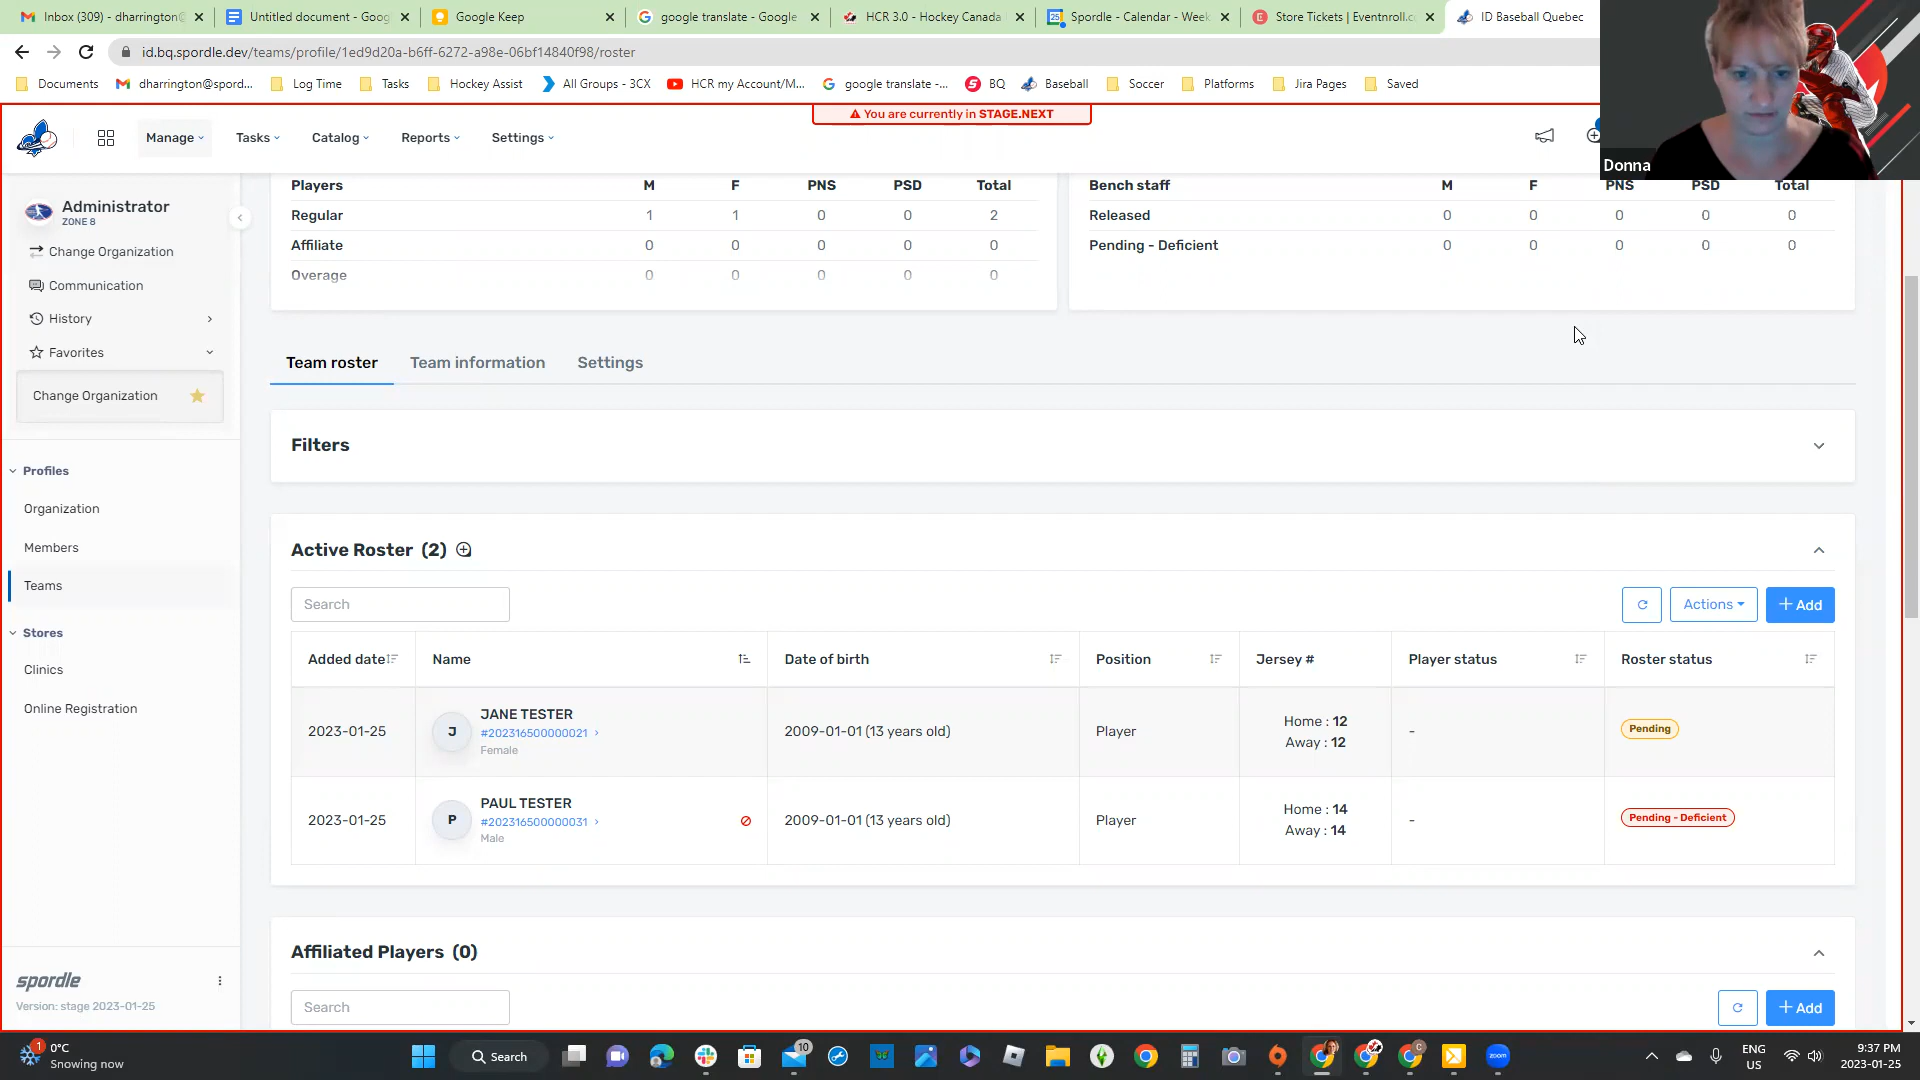 Inbox (309) - dharrington@
Untitled document - Goog
Google Keep
google translate - Google
HCR 3.0 - Hockey Canada
Spordle - Calendar - Week
Store Tickets | Eventnroll.c
ID Baseball Quebec
id.bq.spordle.dev/teams/profile/1ed9d20a-b6ff-6272-a98e-06bf14840f98/roster
Documents
dharrington@spord...
Log Time
Tasks
Hockey Assist
All Groups - 3CX
HCR my Account/M...
google translate -...
BQ
Baseball
Soccer
Platforms
Jira Pages
Saved
You are currently in STAGE.NEXT
Manage
Tasks
Catalog
Reports
Settings
Donna
Administrator
ZONE 8
Change Organization
Communication
History
Favorites
Change Organization
Profiles
Organization
Members
Teams
Stores
Clinics
Online Registration
spordle
Version: stage 2023-01-25
Players M F PNS PSD Total
Regular 1 1 0 0 2
Affiliate 0 0 0 0 0
Overage 0 0 0 0 0
Bench staff M F PNS PSD Total
Released 0 0 0 0 0
Pending - Deficient 0 0 0 0 0
Team roster
Team information
Settings
Filters
Active Roster (2)
Search
Actions
Add
Added date Name Date of birth Position Jersey # Player status Roster status
2023-01-25
J
JANE TESTER
#202316500000021
Female
2009-01-01 (13 years old)
Player
Home : 12
Away : 12
-
Pending
2023-01-25
P
PAUL TESTER
#202316500000031
Male
2009-01-01 (13 years old)
Player
Home : 14
Away : 14
-
Pending - Deficient
Affiliated Players (0)
Search
Add
1
0°C
Snowing now
Search
10
C
zoom
ENG
US
9:37 PM
2023-01-25